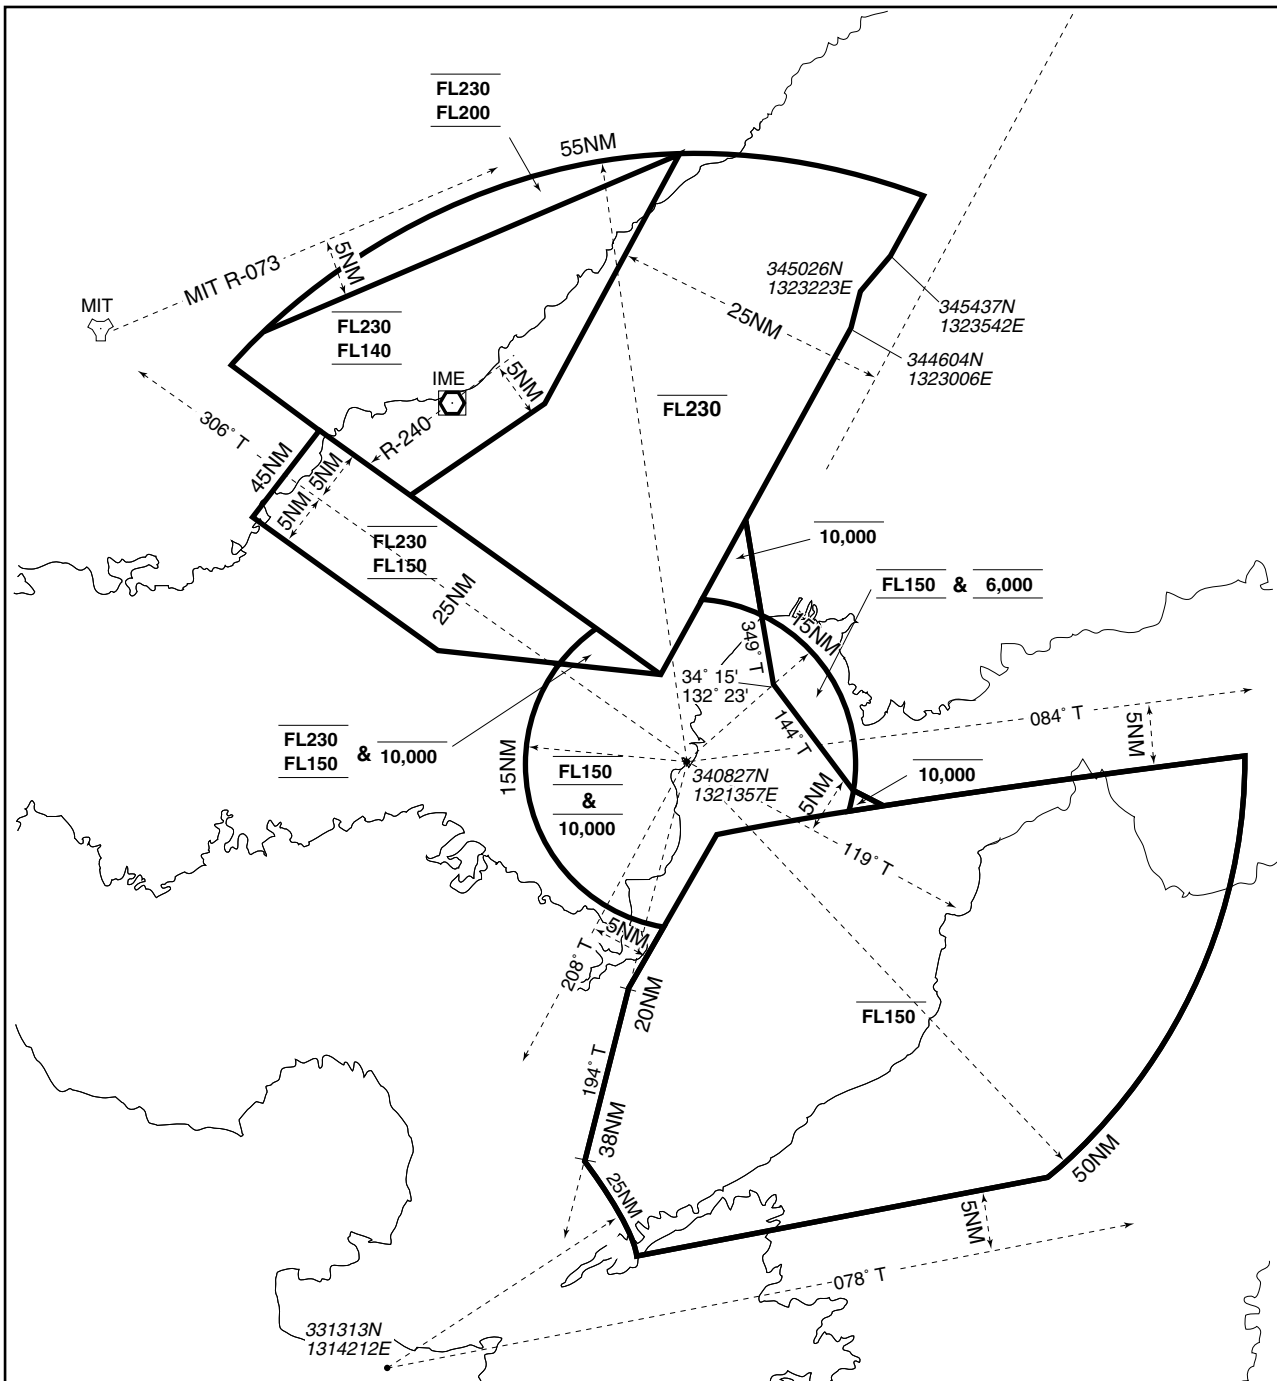 FL230
FL200
55NM
5NM
MIT R-073
MIT
345026N
1323223E
345437N
1323542E
25NM
FL230
FL140
344604N
1323006E
IME
5NM
FL230
R-240
306° T
45NM
5NM
5NM
FL230
FL150
10,000
25NM
FL150 & 6,000
15NM
349° T
34° 15'
132° 23'
084° T
5NM
144° T
FL230
FL150
& 10,000
15NM
FL150
&
10,000
340827N
1321357E
10,000
5NM
119° T
5NM
208° T
20NM
FL150
194° T
38NM
50NM
25NM
5NM
078° T
331313N
1314212E